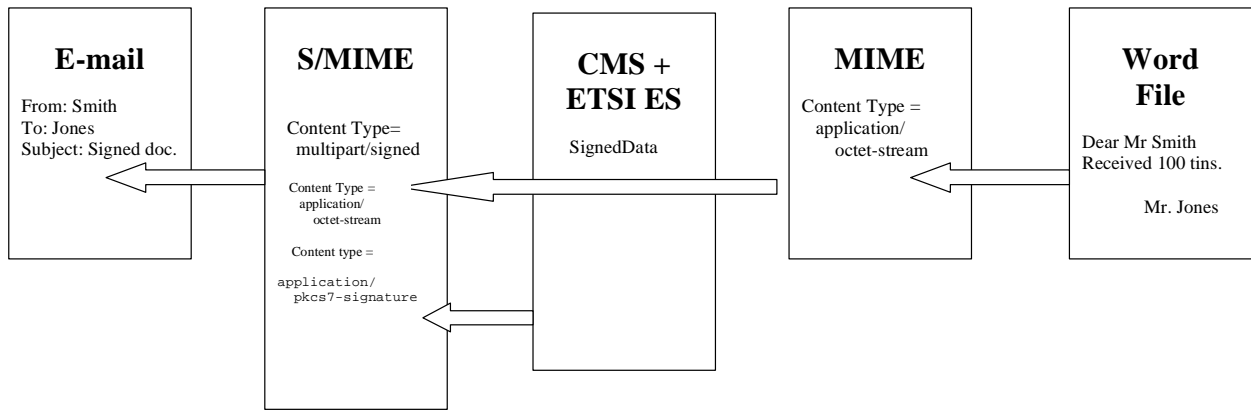 E-mail
From: Smith
To: Jones
Subject: Signed doc.
S/MIME
Content Type=
multipart/signed
Content Type =
application/
octet-stream
Content type =
application/
pkcs7-signature
CMS +
ETSI ES
SignedData
MIME
Content Type =
application/
octet-stream
Word
File
Dear Mr Smith
Received 100 tins.
Mr. Jones